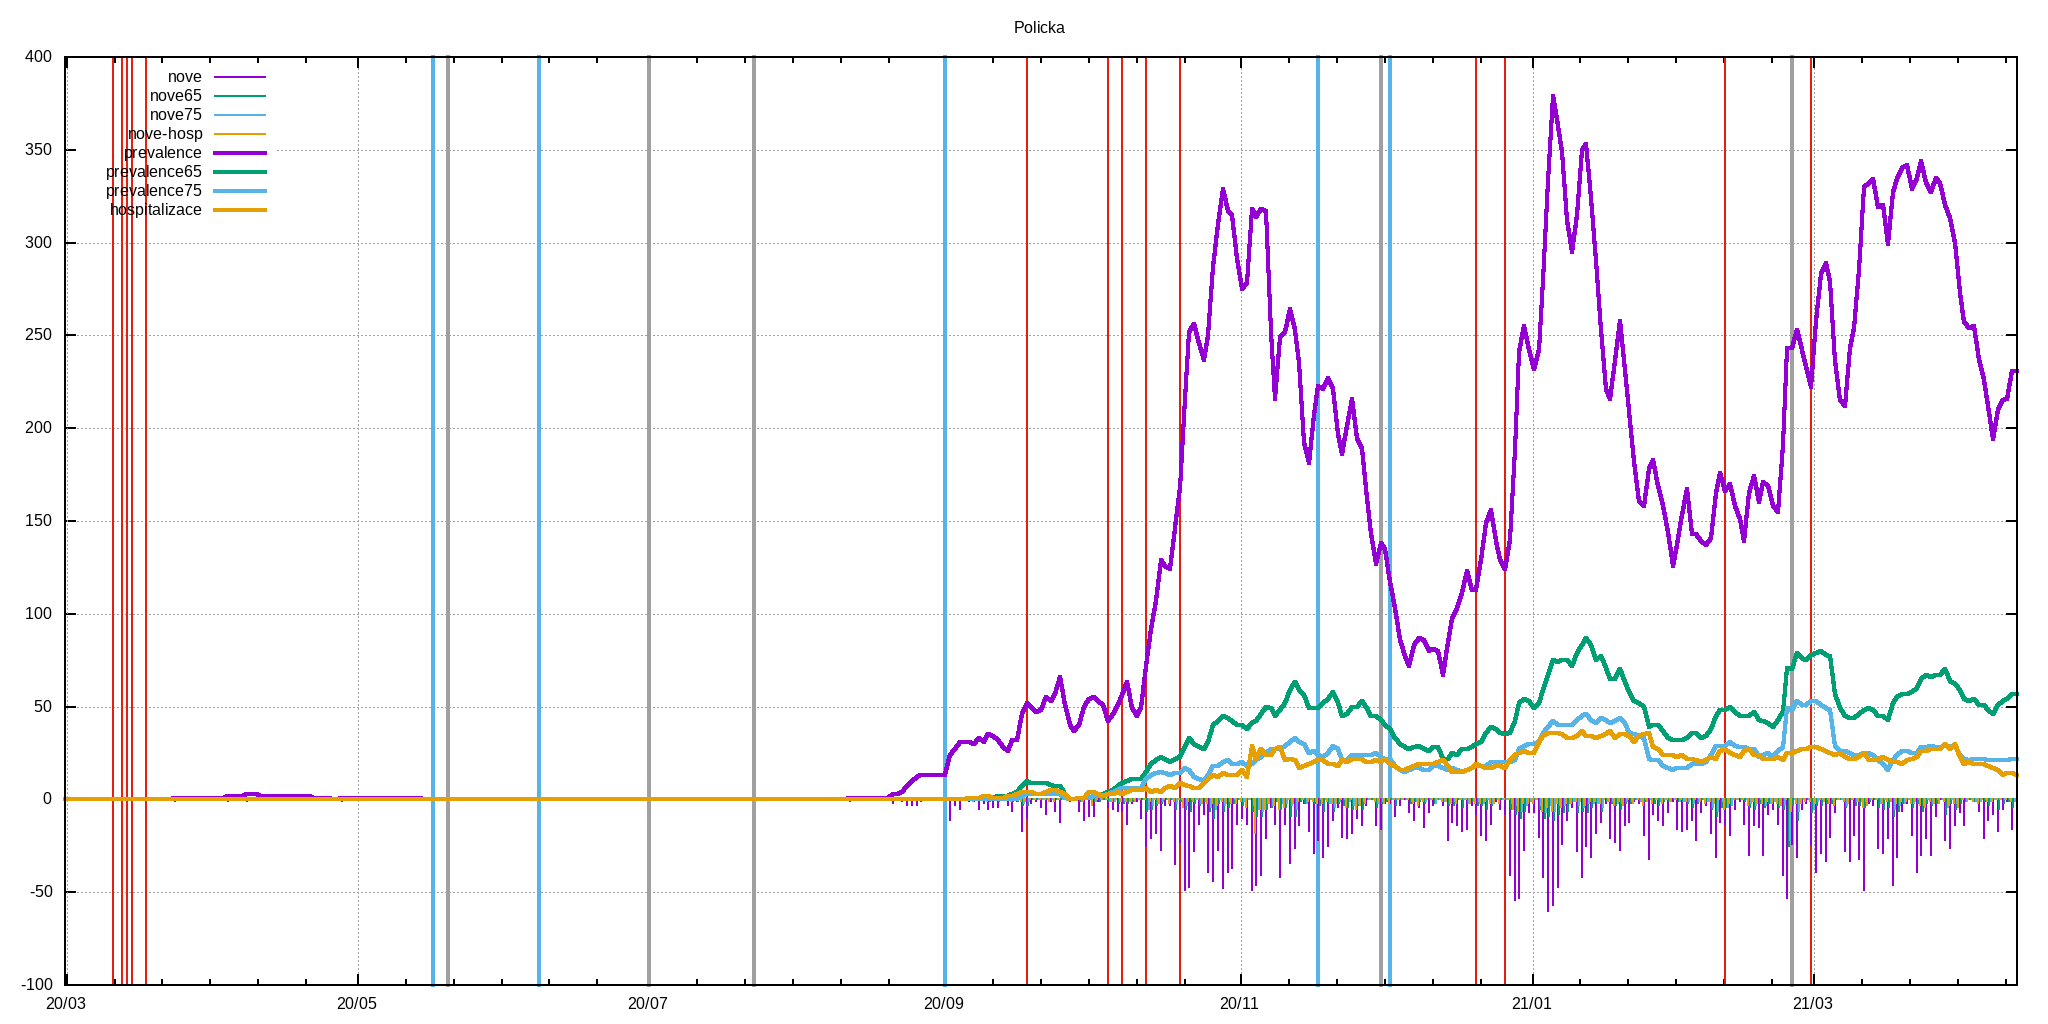 Policka
400
350
300
250
200
150
100
50
0
-50
-100
nove
nove65
nove75
nove-hosp
prevalence
prevalence65
prevalence75
hospitalizace
20/03 20/05 20/07 20/09 20/11 21/01 21/03